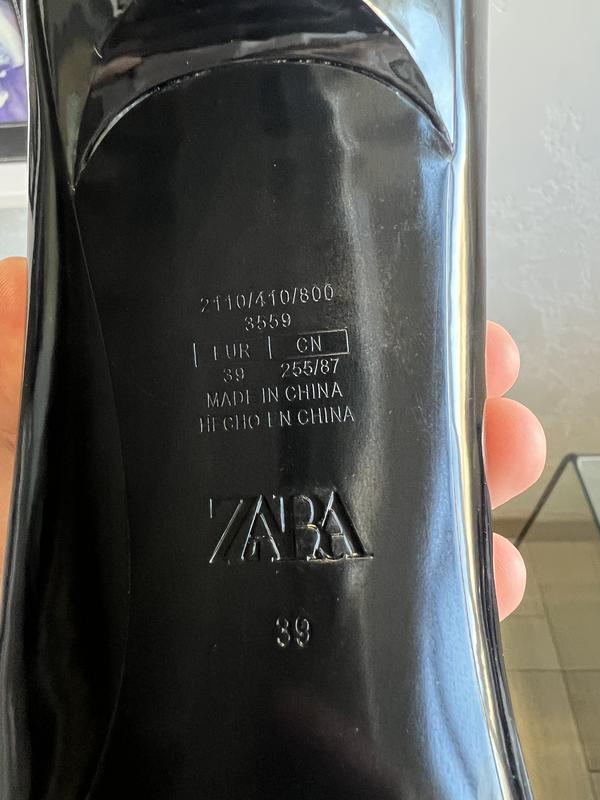 2110/410/800
3559
EUR CN
39 255/87
MADE IN CHINA
HECHO EN CHINA
ZARA
39